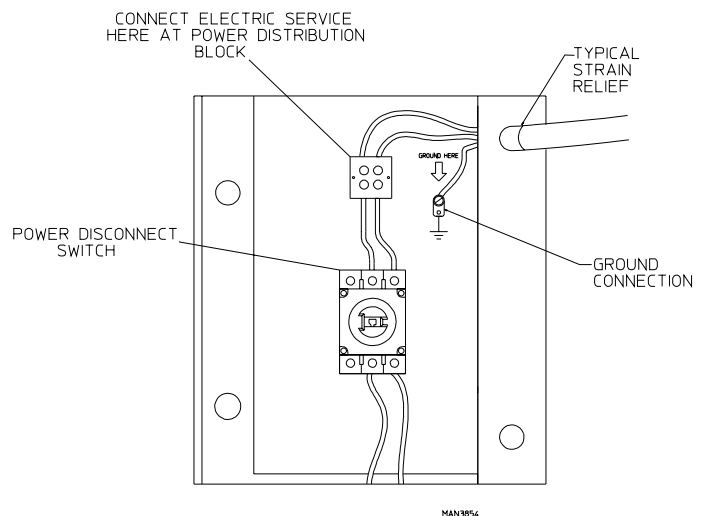 CONNECT ELECTRIC SERVICE
HERE AT POWER DISTRIBUTION
BLOCK
TYPICAL
STRAIN
RELIEF
GROUND HERE
POWER DISCONNECT
SWITCH
GROUND
CONNECTION
MAN3854